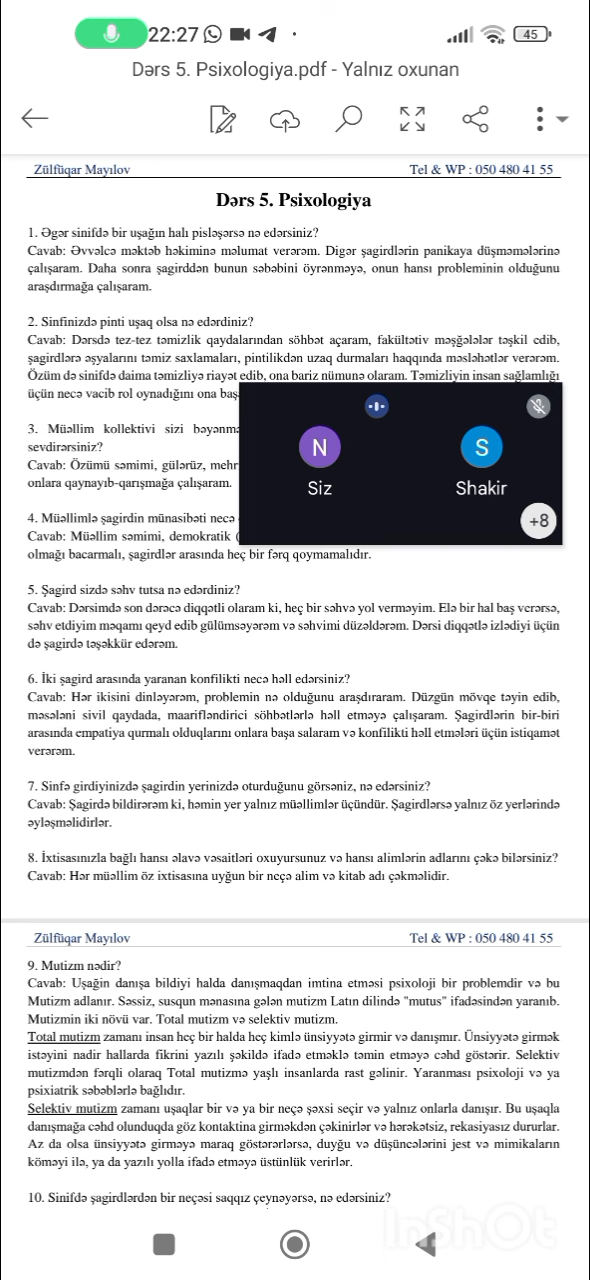 22:27
45
Dərs 5. Psixologiya.pdf - Yalnız oxunan
Zülfüqar Mayılov Tel & WP : 050 480 41 55
Dərs 5. Psixologiya
1. Əgər sinifdə bir uşağın halı pisləşərsə nə edərsiniz?
Cavab: Əvvəlcə məktəb həkiminə məlumat verərəm. Digər şagirdlərin panikaya düşməmələrinə
çalışaram. Daha sonra şagirddən bunun səbəbini öyrənməyə, onun hansı probleminin olduğunu
araşdırmağa çalışaram.
2. Sinfinizdə pinti uşaq olsa nə edərdiniz?
Cavab: Dərsdə tez-tez təmizlik qaydalarından söhbət açaram, fakültətiv məşğələlər təşkil edib,
şagirdlərə əşyalarını təmiz saxlamaları, pintilikdən uzaq durmaları haqqında məsləhətlər verərəm.
Özüm də sinifdə daima təmizliyə riayət edib, ona bariz nümunə olaram. Təmizliyin insan sağlamlığı
üçün necə vacib rol oynadığını ona baş
3. Müəllim kollektivi sizi bəyənmə
sevdirərsiniz?
Cavab: Özümü səmimi, gülərüz, mehr
onlara qaynayıb-qarışmağa çalışaram.
N
S
Siz
Shakir
+8
4. Müəllimlə şagirdin münasibəti necə
Cavab: Müəllim səmimi, demokratik (
olmağı bacarmalı, şagirdlər arasında heç bir fərq qoymamalıdır.
5. Şagird sizdə səhv tutsa nə edərdiniz?
Cavab: Dərsimdə son dərəcə diqqətli olaram ki, heç bir səhvə yol verməyim. Elə bir hal baş verərsə,
səhv etdiyim məqamı qeyd edib gülümsəyərəm və səhvimi düzəldərəm. Dərsi diqqətlə izlədiyi üçün
də şagirdə təşəkkür edərəm.
6. İki şagird arasında yaranan konfilikti necə həll edərsiniz?
Cavab: Hər ikisini dinləyərəm, problemin nə olduğunu araşdıraram. Düzgün mövqe təyin edib,
məsələni sivil qaydada, maarifləndirici söhbətlərlə həll etməyə çalışaram. Şagirdlərin bir-biri
arasında empatiya qurmalı olduqlarını onlara başa salaram və konfilikti həll etmələri üçün istiqamət
verərəm.
7. Sinfə girdiyinizdə şagirdin yerinizdə oturduğunu görsəniz, nə edərsiniz?
Cavab: Şagirdə bildirərəm ki, həmin yer yalnız müəllimlər üçündür. Şagirdlərsə yalnız öz yerlərində
əyləşməlidirlər.
8. İxtisasınızla bağlı hansı əlavə vəsaitləri oxuyursunuz və hansı alimlərin adlarını çəkə bilərsiniz?
Cavab: Hər müəllim öz ixtisasına uyğun bir neçə alim və kitab adı çəkməlidir.
Zülfüqar Mayılov Tel & WP : 050 480 41 55
9. Mutizm nədir?
Cavab: Uşağin danışa bildiyi halda danışmaqdan imtina etməsi psixoloji bir problemdir və bu
Mutizm adlanır. Səssiz, susqun mənasına gələn mutizm Latın dilində "mutus" ifadəsindən yaranıb.
Mutizmin iki növü var. Total mutizm və selektiv mutizm.
Total mutizm zamanı insan heç bir halda heç kimlə ünsiyyətə girmir və danışmır. Ünsiyyətə girmək
istəyini nadir hallarda fikrini yazılı şəkildə ifadə etməklə təmin etməyə cəhd göstərir. Selektiv
mutizmdən fərqli olaraq Total mutizmə yaşlı insanlarda rast gəlinir. Yaranması psixoloji və ya
psixiatrik səbəblərlə bağlıdır.
Selektiv mutizm zamanı uşaqlar bir və ya bir neçə şəxsi seçir və yalnız onlarla danışır. Bu uşaqla
danışmağa cəhd olunduqda göz kontaktına girməkdən çəkinirlər və hərəkətsiz, rekasiyasız dururlar.
Az da olsa ünsiyyətə girməyə maraq göstərərlərsə, duyğu və düşüncələrini jest və mimikaların
köməyi ilə, ya da yazılı yolla ifadə etməyə üstünlük verirlər.
10. Sinifdə şagirdlərdən bir neçəsi saqqız çeynəyərsə, nə edərsiniz?
InShOt